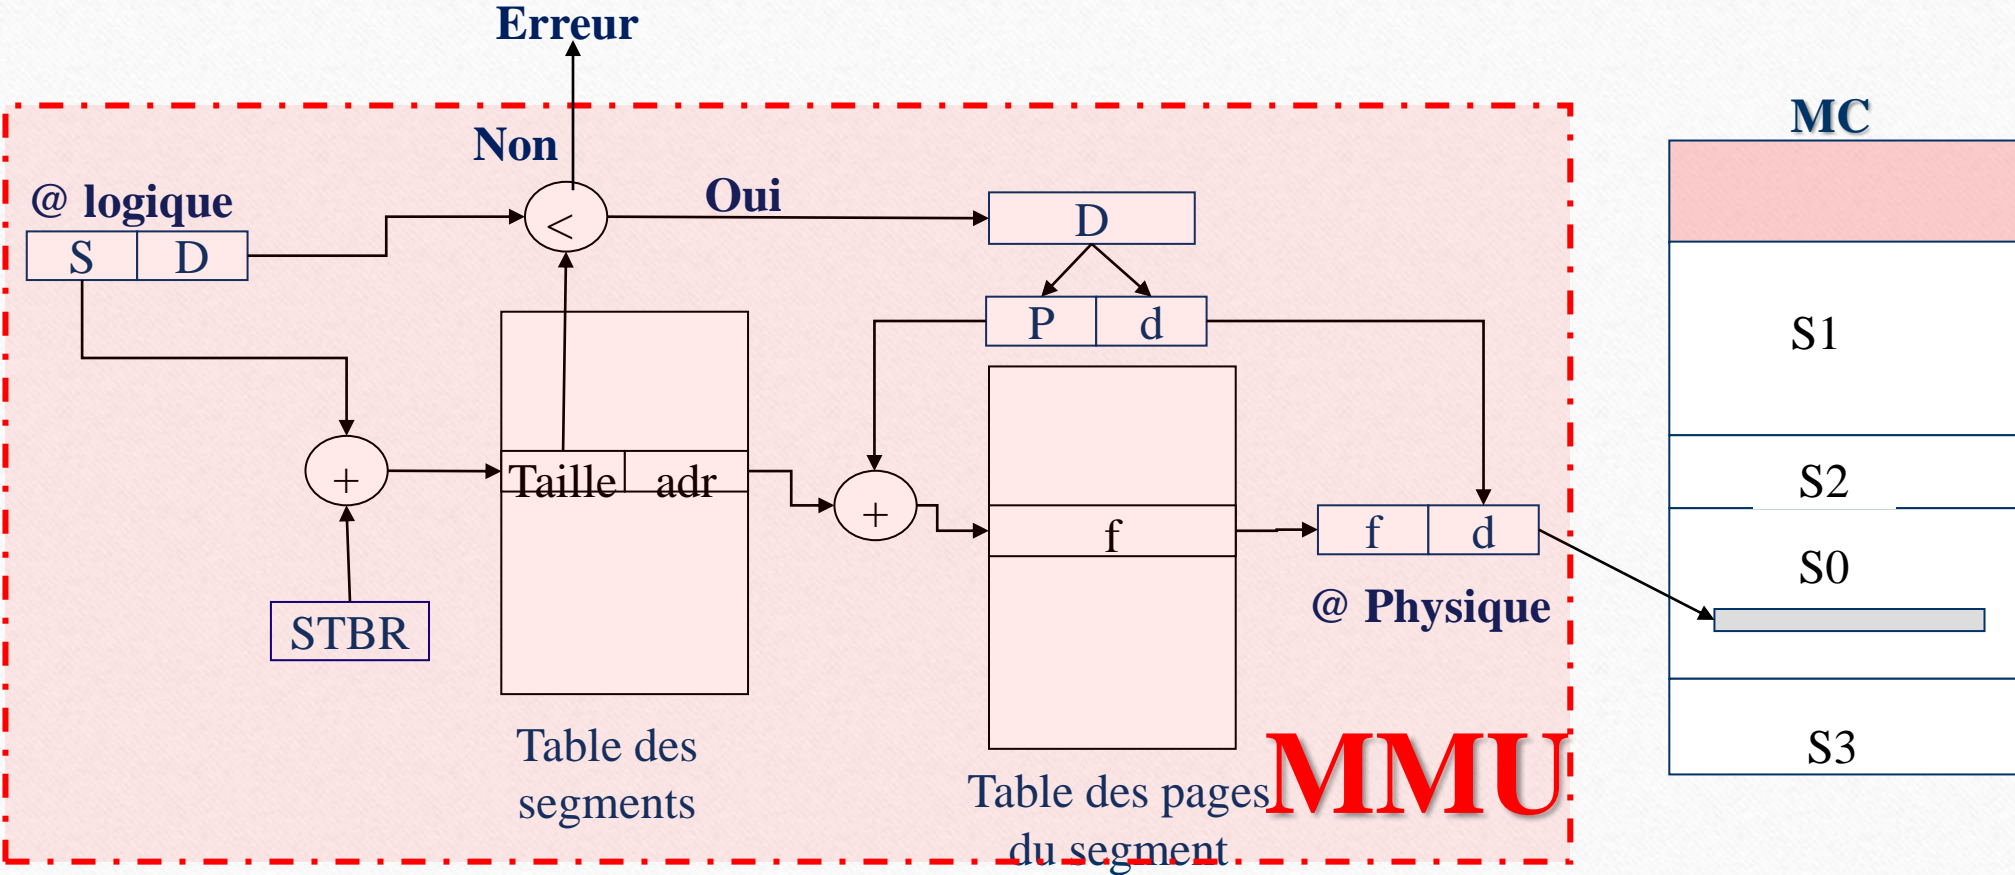 Erreur
Non
@ logique
S D
<
Oui
D
P d
+
Taille adr
STBR
+
f
f d
@ Physique
Table des
segments
Table des pages
du segment
MMU
MC
S1
S2
S0
S3